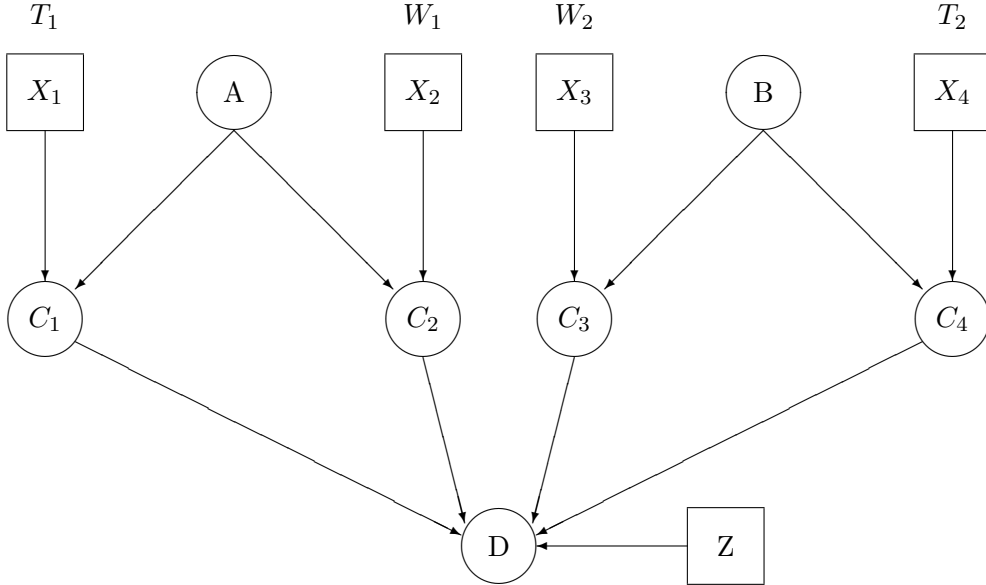 T₁ W₁ W₂ T₂
X₁ A X₂ X₃ B X₄
C₁ C₂ C₃ C₄
D Z